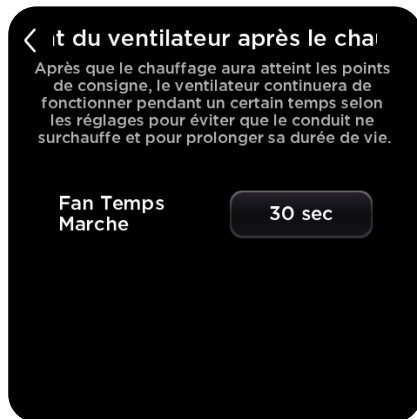 du ventilateur après le
Après que le chauffage aura atteint les points
de consigne, le ventilateur continuera de
fonctionner pendant un certain temps selon
les réglages pour éviter que le conduit ne
surchauffe et pour prolonger sa durée de vie.
Fan Temps
Marche
30 sec